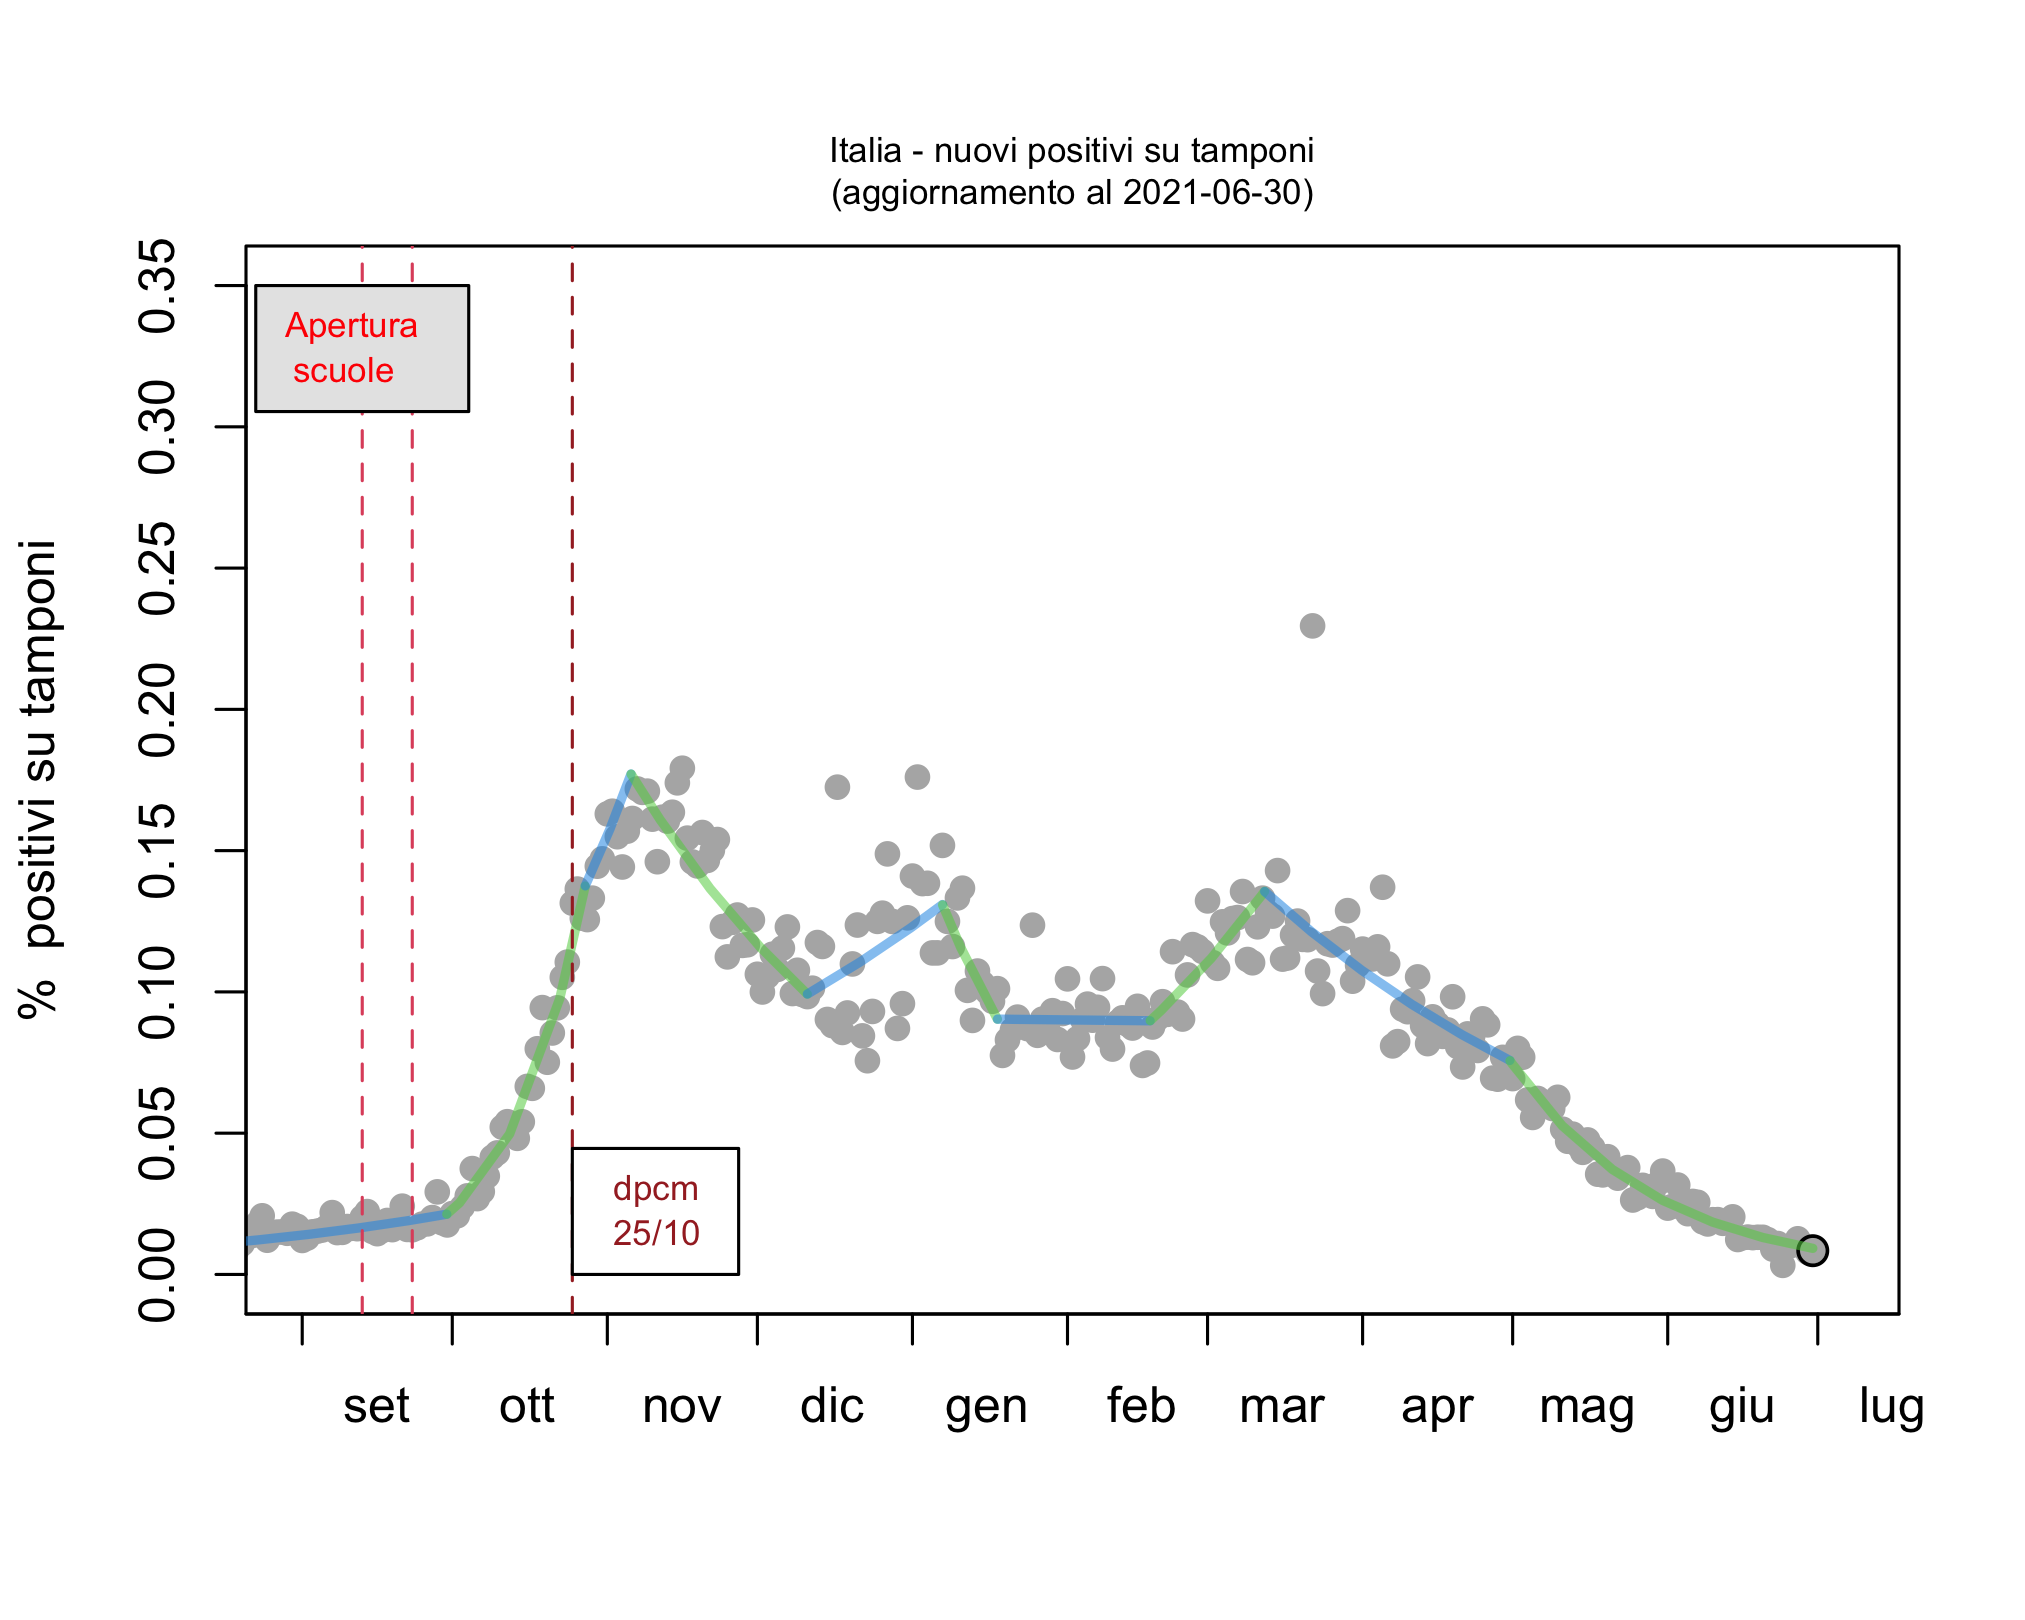 Italia - nuovi positivi su tamponi
(aggiornamento al 2021-06-30)
% positivi su tamponi
0.35
0.30
0.25
0.20
0.15
0.10
0.05
0.00
Apertura
scuole
dpcm
25/10
set ott nov dic gen feb mar apr mag giu lug